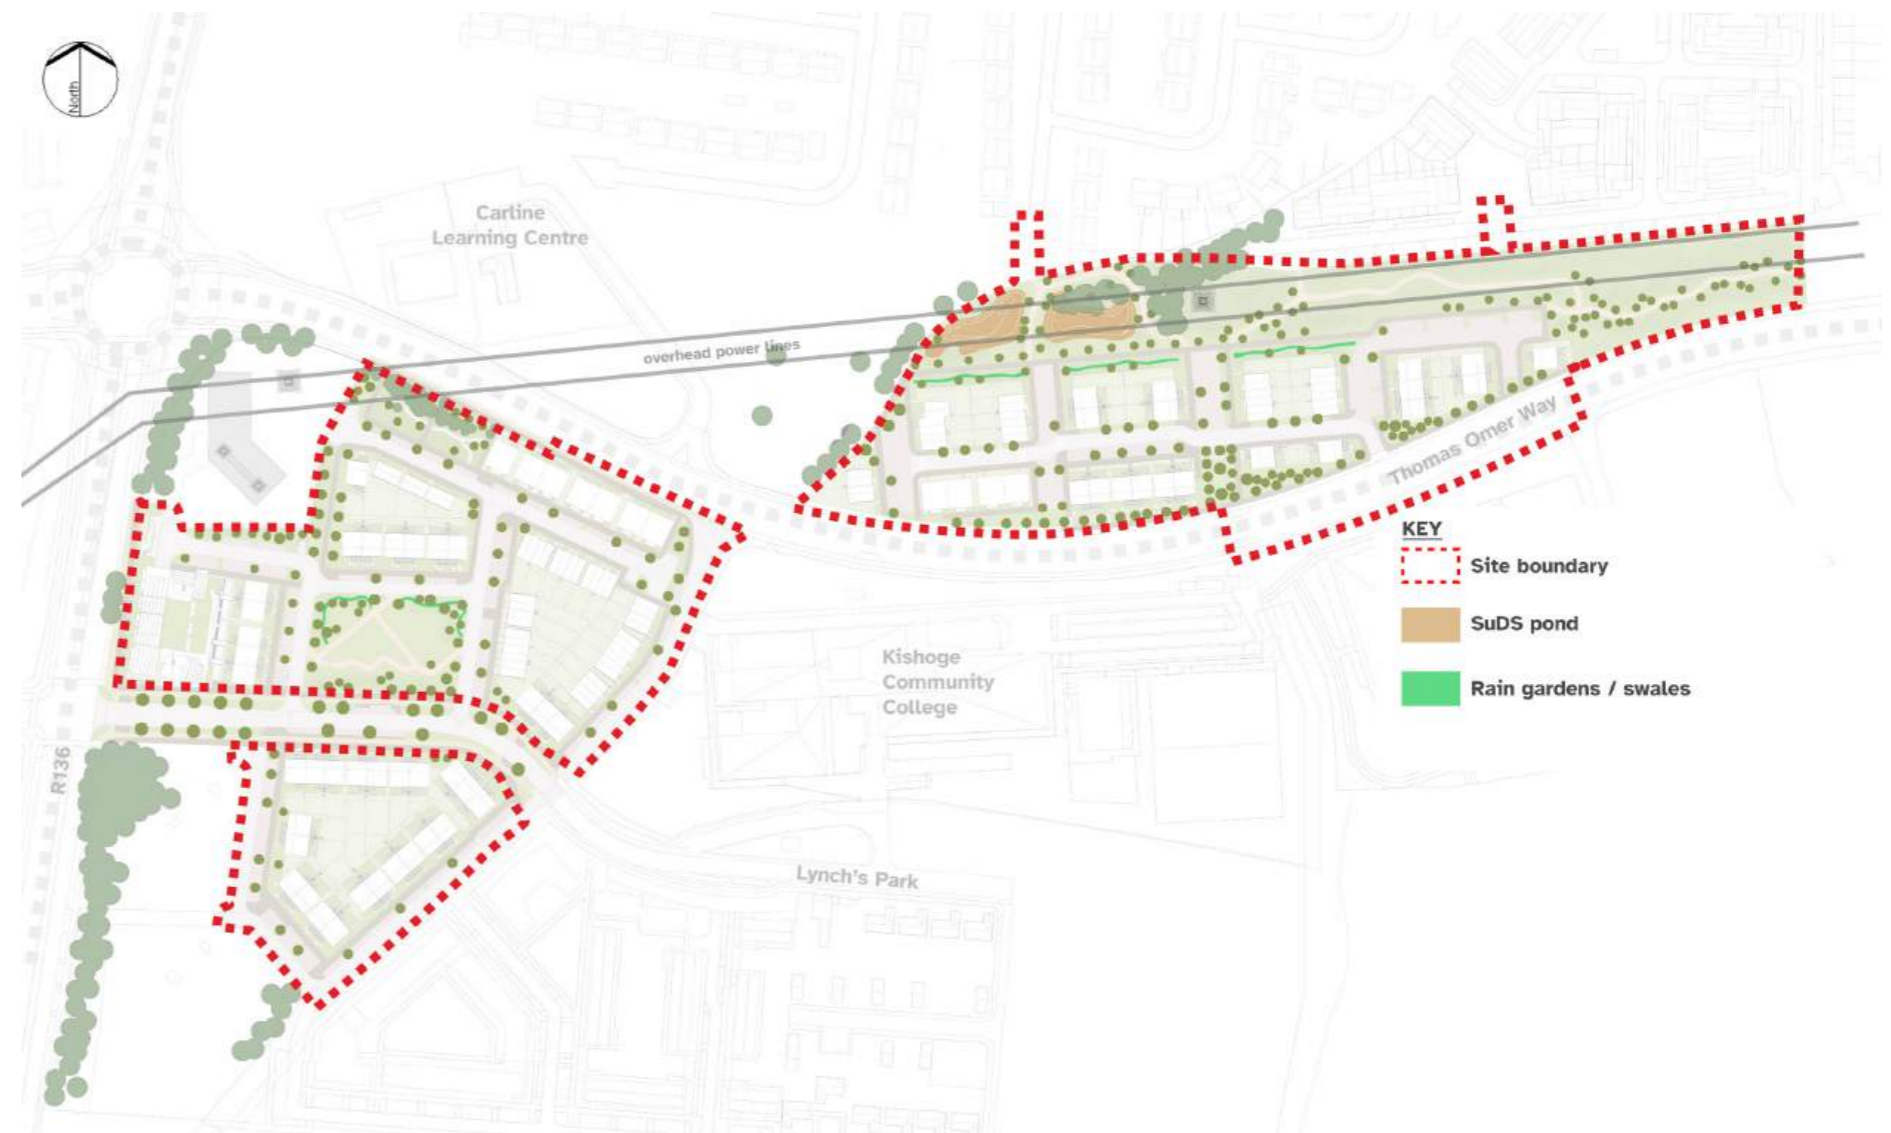 North
Carline
Learning Centre
overhead power lines
Thomas Omer Way
KEY
Site boundary
SuDS pond
Rain gardens / swales
Kishoge
Community
College
R136
Lynch's Park